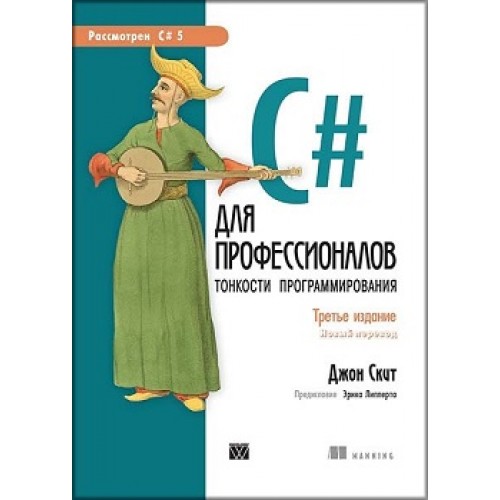 Рассмотрен C# 5
C#
ДЛЯ
ПРОФЕССИОНАЛОВ
ТОНКОСТИ ПРОГРАММИРОВАНИЯ
Третье издание
Новый перевод
Джон Скит
Предисловие Эрика Липперта
W
MANNING